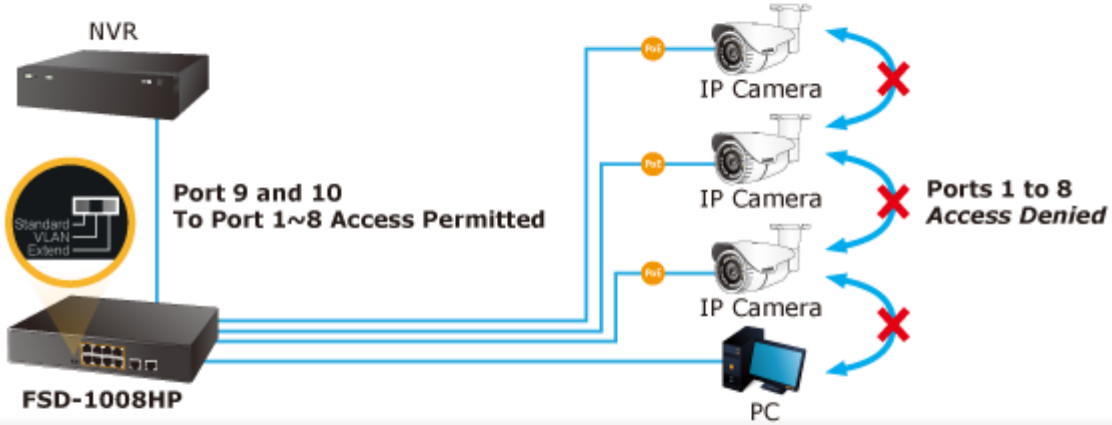 NVR
PoE
IP Camera
Port 9 and 10
To Port 1~8 Access Permitted
Standard
VLAN
Extend
PoE
IP Camera
Ports 1 to 8
Access Denied
PoE
IP Camera
FSD-1008HP
PC